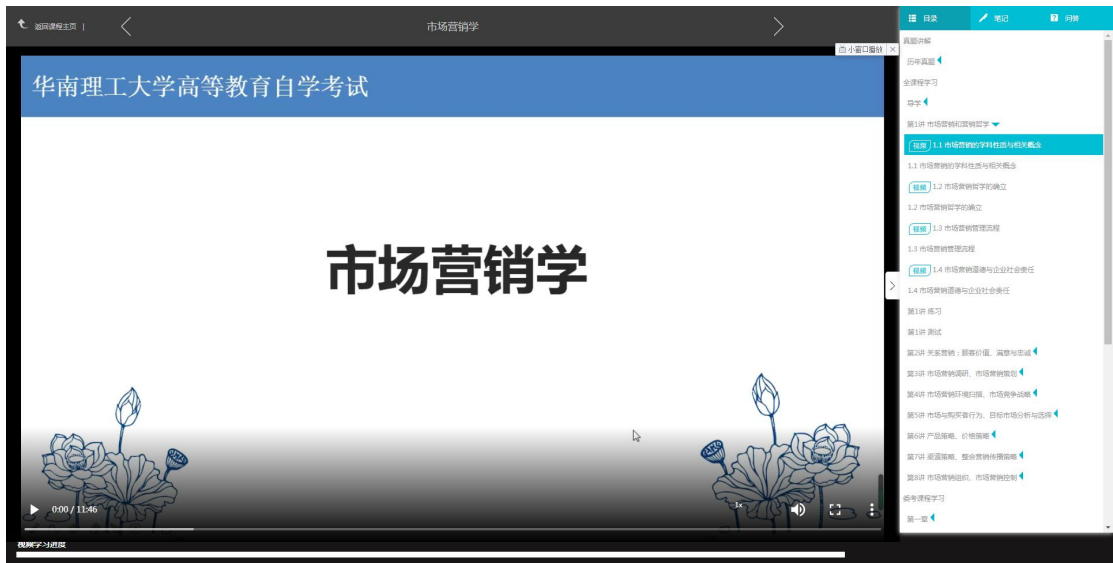 返回课程主页 |
市场营销学
小窗口播放
华南理工大学高等教育自学考试
市场营销学
0:00 / 11:46
1x
视频学习进度
目录
笔记
问答
真题讲解
历年真题
全课程学习
导学
第1讲 市场营销和营销哲学
视频 1.1 市场营销的学科性质与相关概念
1.1 市场营销的学科性质与相关概念
视频 1.2 市场营销哲学的确立
1.2 市场营销哲学的确立
视频 1.3 市场营销管理流程
1.3 市场营销管理流程
视频 1.4 市场营销道德与企业社会责任
1.4 市场营销道德与企业社会责任
第1讲 练习
第1讲 测试
第2讲 关系营销:顾客价值、满意与忠诚
第3讲 市场营销调研、市场营销策划
第4讲 市场营销环境扫描、市场竞争战略
第5讲 市场与购买者行为、目标市场分析与选择
第6讲 产品策略、价格策略
第7讲 渠道策略、整合营销传播策略
第8讲 市场营销组织、市场营销控制
委考课程学习
第一章